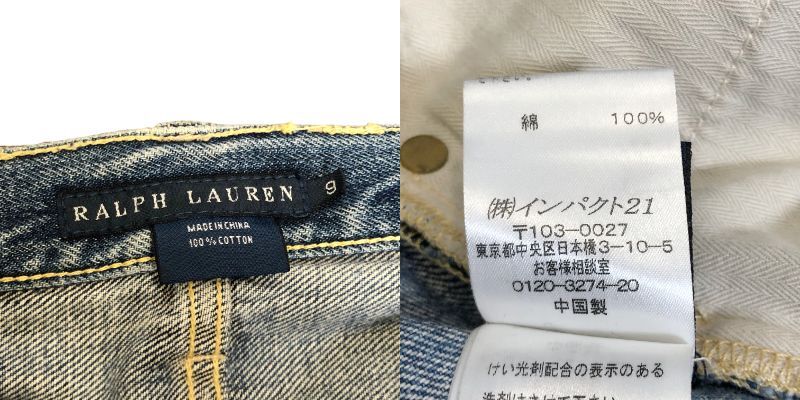 RALPH LAUREN
9
MADE IN CHINA
100% COTTON
綿 100%
(株)インパクト21
〒103-0027
東京都中央区日本橋3-10-5
お客様相談室
0120-3274-20
中国製
けい光剤配合の表示のある